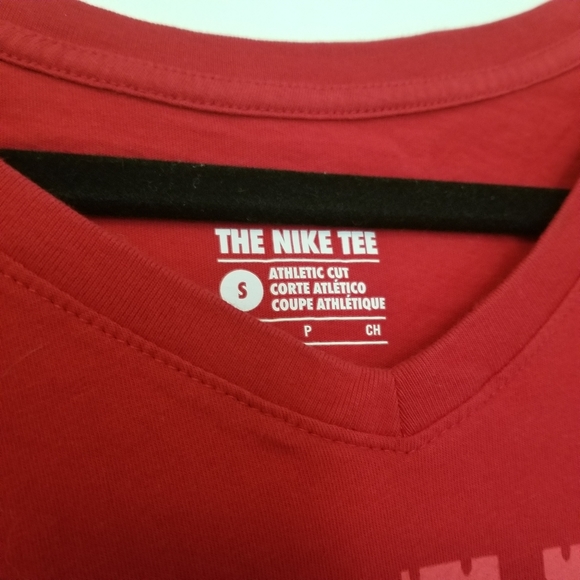 THE NIKE TEE
S
ATHLETIC CUT
CORTE ATLÉTICO
COUPE ATHLÉTIQUE
P CH